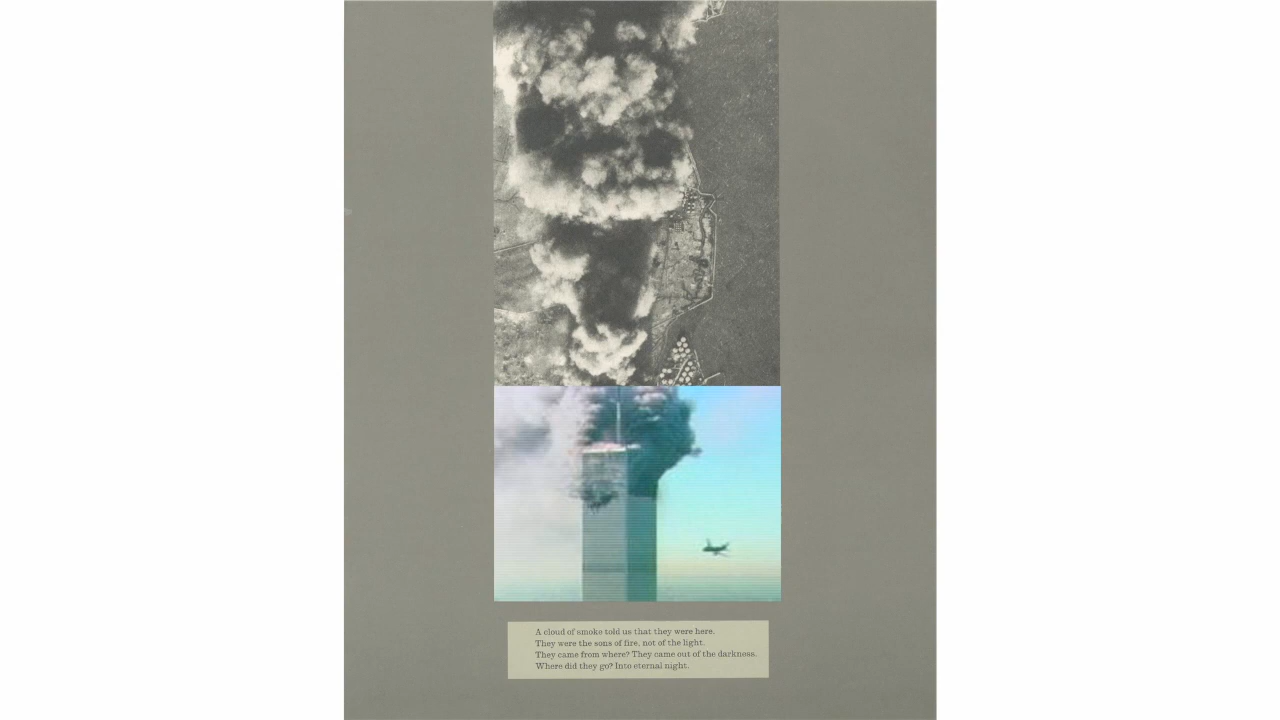 A cloud of smoke told us that they were here.
They were the sons of fire, not of the light.
They came from where? They came out of the darkness.
Where did they go? Into eternal night.